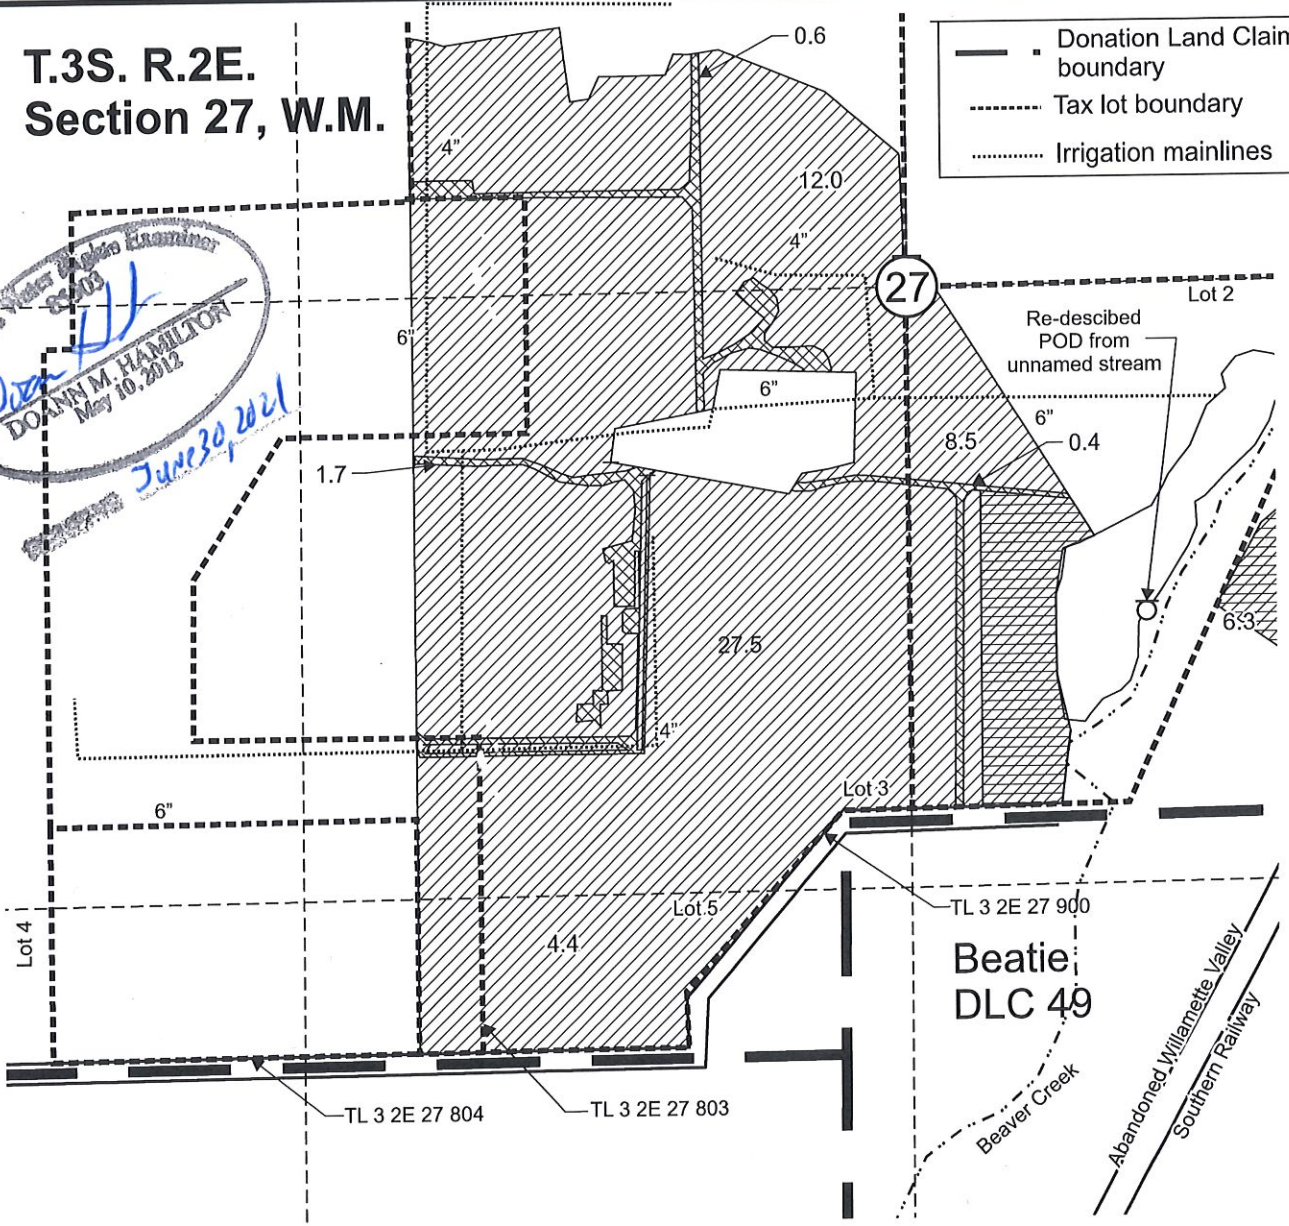 T.3S. R.2E.
Section 27, W.M.
Donation Land Claim
boundary
Tax lot boundary
Irrigation mainlines
0.6
4"
12.0
4"
27
Lot 2
Re-descibed
POD from
unnamed stream
Examiner
DOANN M. HAMILTON
May 10, 2012
June 30, 2021
6"
6"
6"
8.5
0.4
1.7
27.5
6.3
4"
Lot 3
6"
TL 3 2E 27 900
Lot 5
Lot 4
4.4
Beatie
DLC 49
TL 3 2E 27 804
TL 3 2E 27 803
Beaver Creek
Abandoned Willamette Valley
Southern Railway